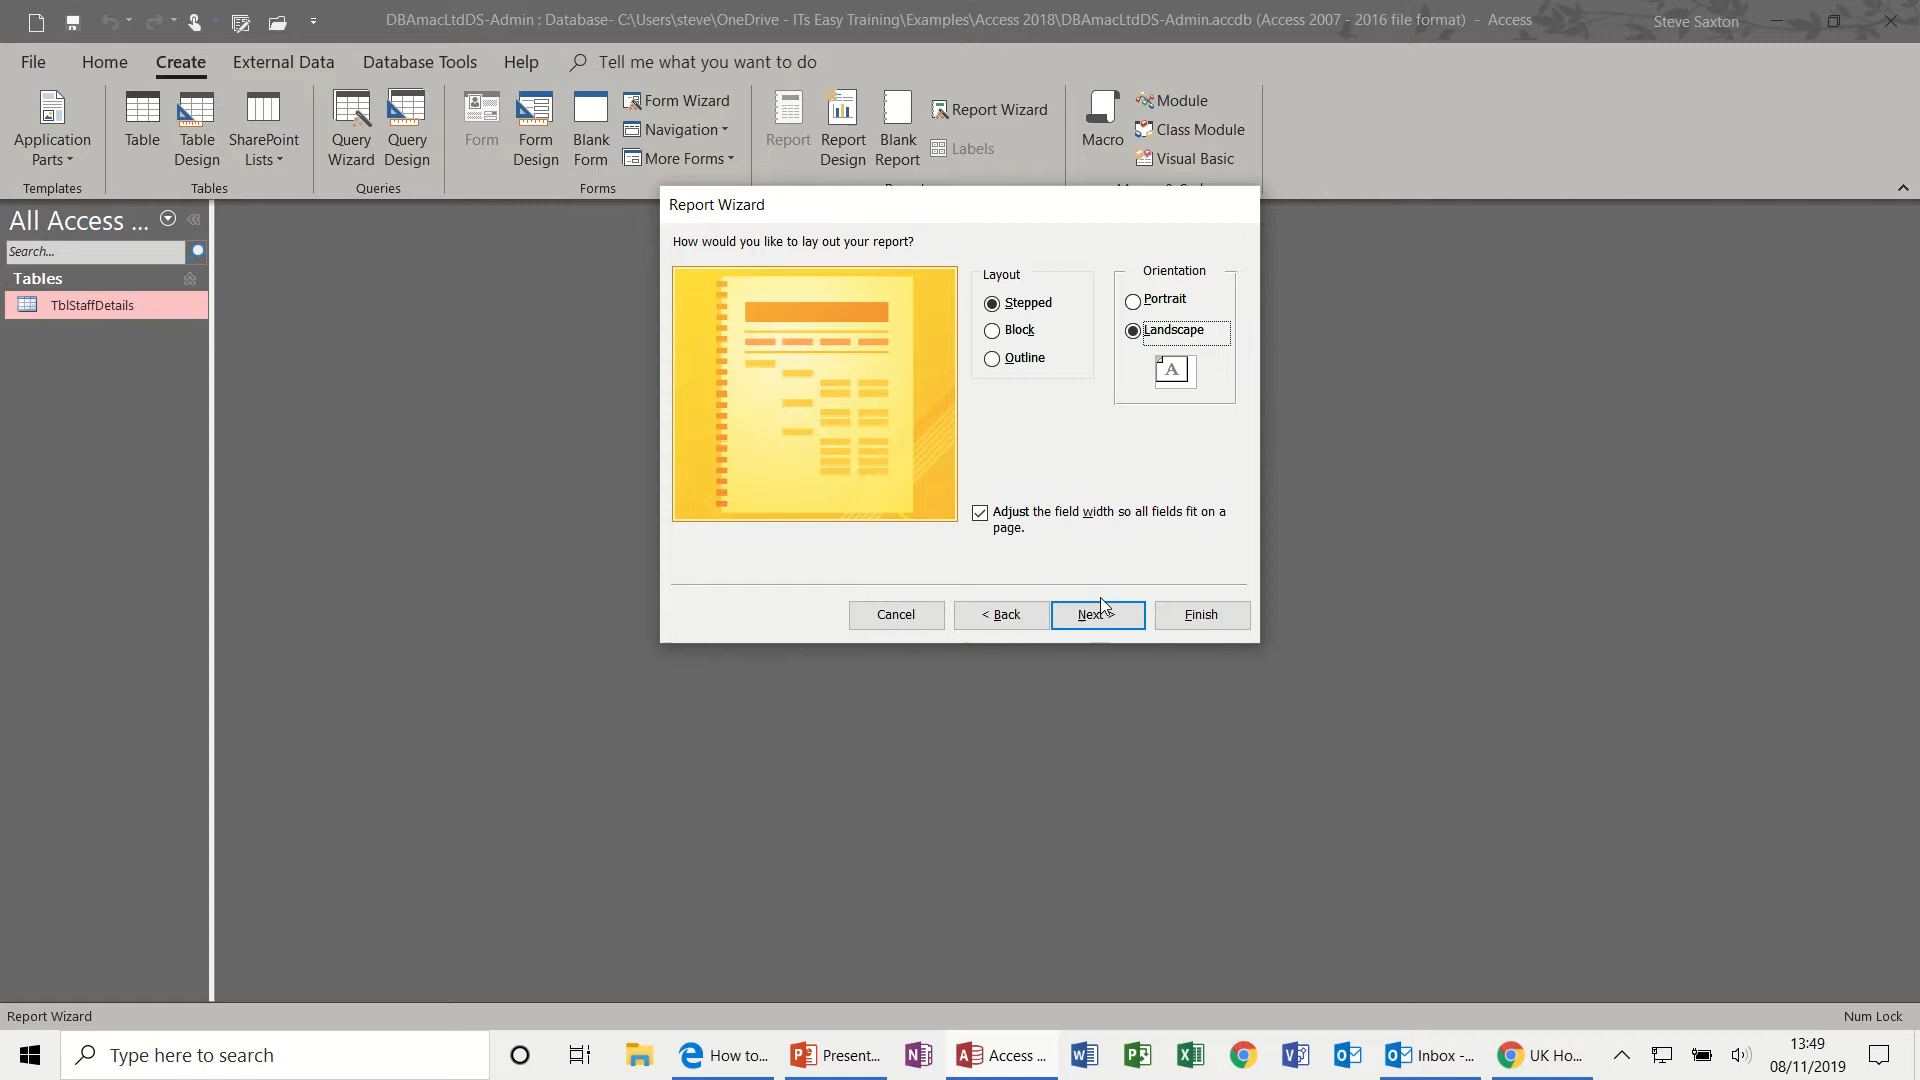 DBAmacLtdDS-Admin : Database- C:\Users\steve\OneDrive - ITs Easy Training\Examples\Access 2018\DBAmacLtdDS-Admin.accdb (Access 2007 - 2016 file format) - Access
Steve Saxton
File
Home
Create
External Data
Database Tools
Help
Tell me what you want to do
Application
Parts
Table
Table
Design
SharePoint
Lists
Query
Wizard
Query
Design
Form
Form
Design
Blank
Form
Form Wizard
Navigation
More Forms
Report
Report
Design
Blank
Report
Report Wizard
Labels
Macro
Module
Class Module
Visual Basic
Templates
Tables
Queries
Forms
All Access ...
Search...
Tables
TblStaffDetails
Report Wizard
How would you like to lay out your report?
Layout
Stepped
Block
Outline
Orientation
Portrait
Landscape
A
Adjust the field width so all fields fit on a
page.
Cancel
< Back
Next >
Finish
Report Wizard
Num Lock
Type here to search
How to...
Present...
Access ...
Inbox -...
UK Ho...
13:49
08/11/2019